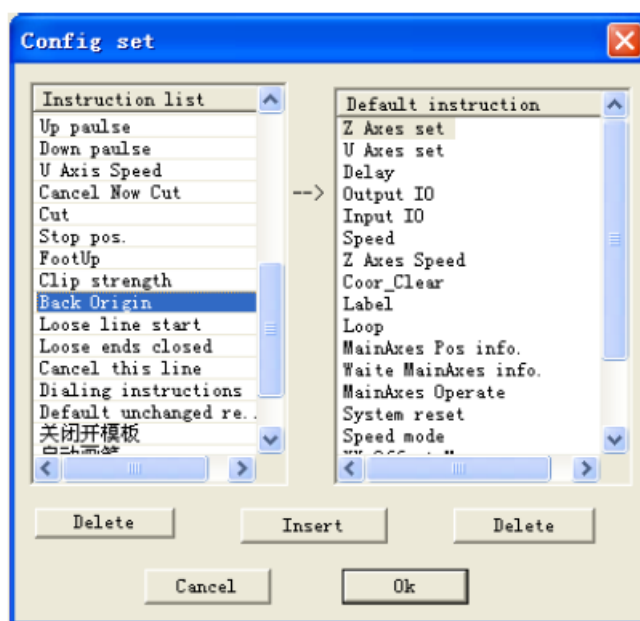 Config set
Instruction list
Up paulse
Down paulse
U Axis Speed
Cancel Now Cut
Cut
Stop pos.
FootUp
Clip strength
Back Origin
Loose line start
Loose ends closed
Cancel this line
Dialing instructions
Default unchanged re..
关闭开模板
-->
Default instruction
Z Axes set
U Axes set
Delay
Output IO
Input IO
Speed
Z Axes Speed
Coor_Clear
Label
Loop
MainAxes Pos info.
Waite MainAxes info.
MainAxes Operate
System reset
Speed mode
Delete
Insert
Delete
Cancel
Ok